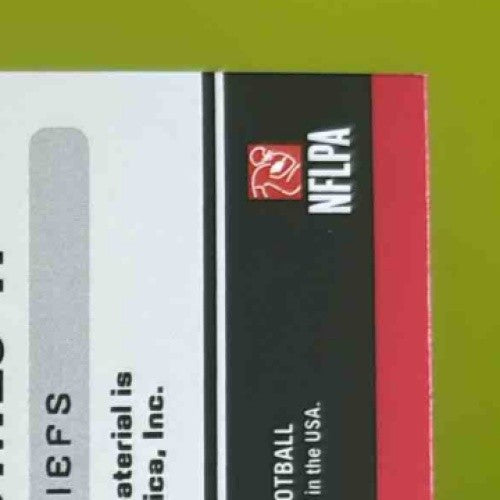 IEFS
aterial is
ica, Inc.
NFLPA
OTBALL
in the USA.